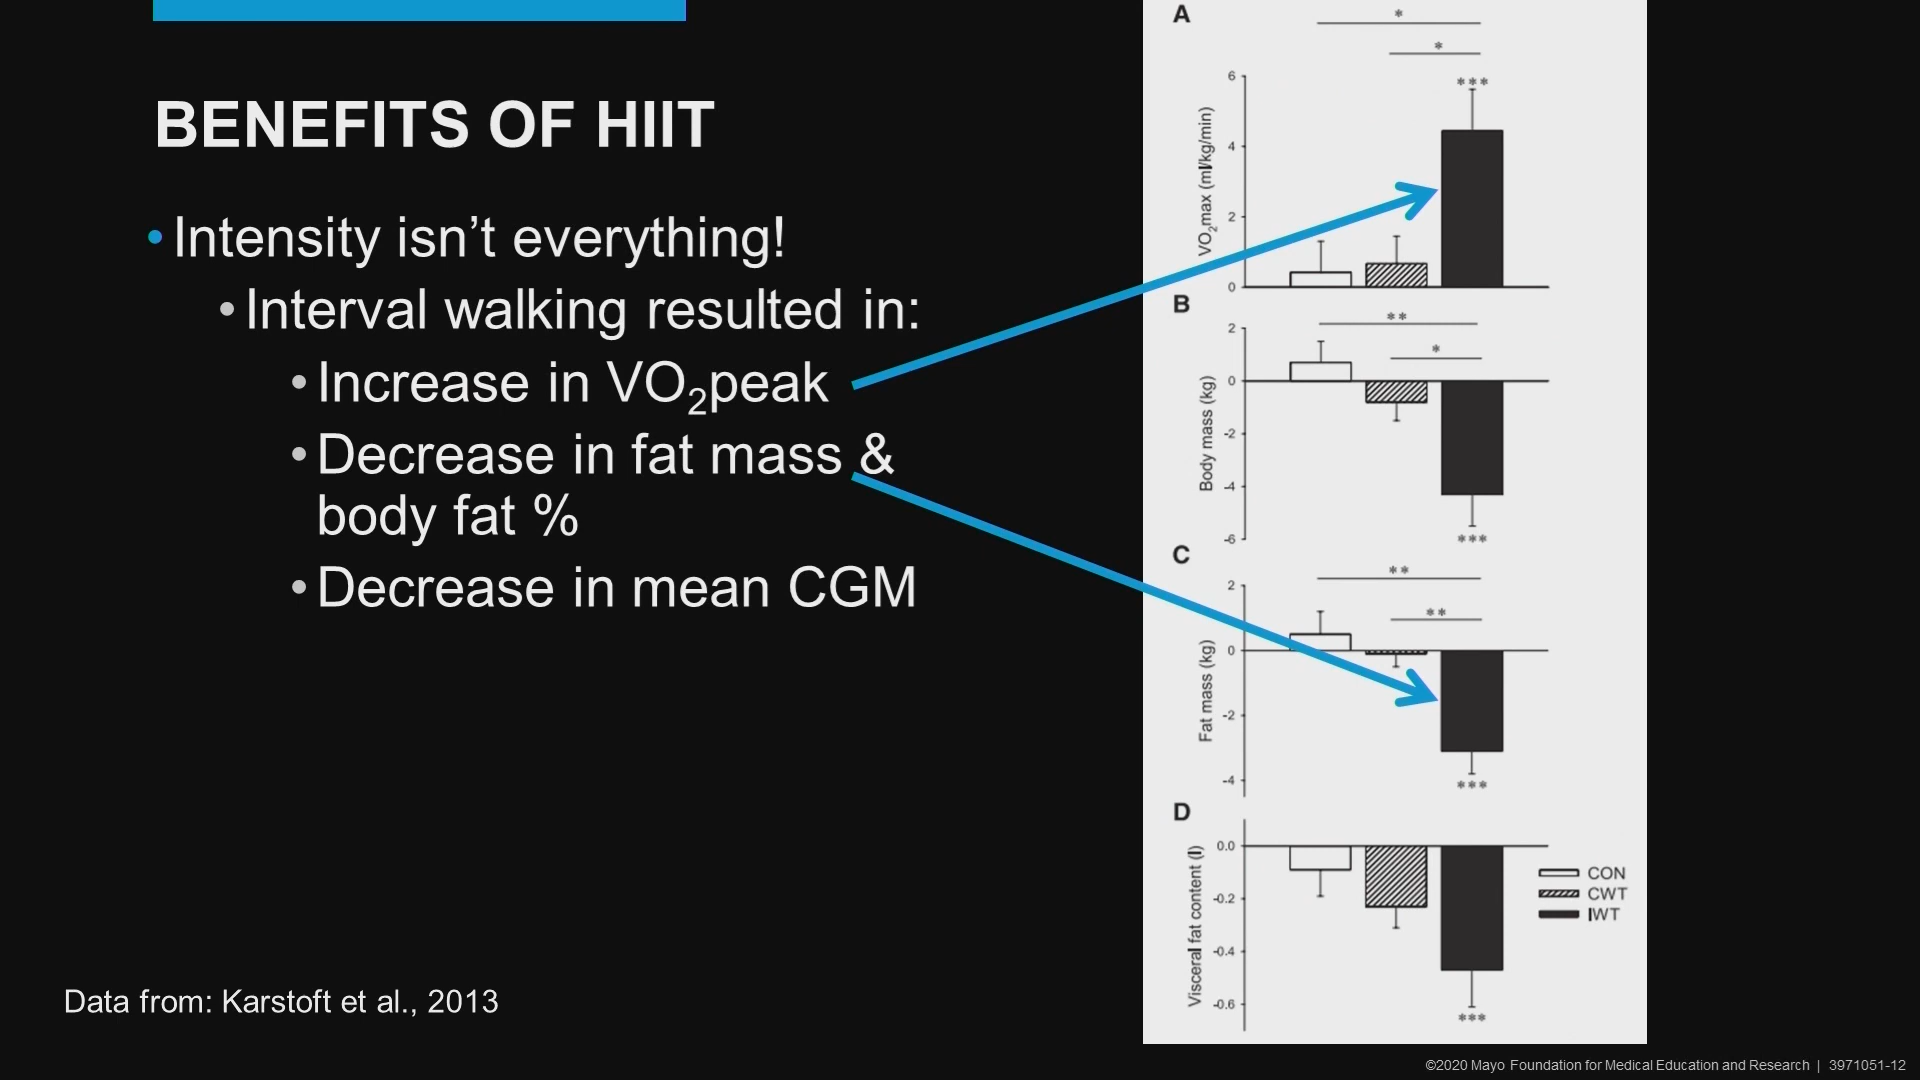 BENEFITS OF HIIT
• Intensity isn’t everything!
• Interval walking resulted in:
• Increase in VO2peak
• Decrease in fat mass &
body fat %
• Decrease in mean CGM
Data from: Karstoft et al., 2013
A
*
*
***
VO2max (ml/kg/min)
6
4
2
0
B
**
*
Body mass (kg)
2
0
-2
-4
-6
***
C
**
**
Fat mass (kg)
2
0
-2
-4
***
D
Visceral fat content (l)
0.0
-0.2
-0.4
-0.6
***
CON
CWT
IWT
©2020 Mayo Foundation for Medical Education and Research | 3971051-12